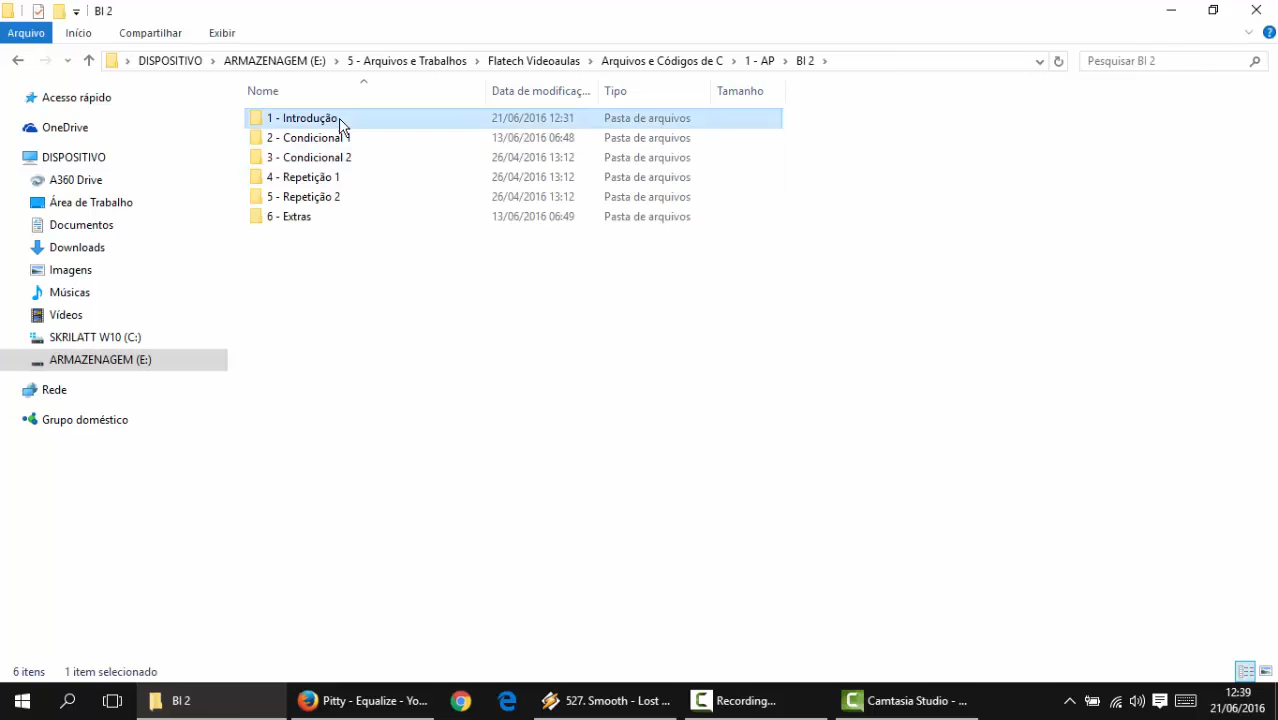 BI 2
Arquivo Início Compartilhar Exibir
DISPOSITIVO › ARMAZENAGEM (E:) › 5 - Arquivos e Trabalhos › Flatech Videoaulas › Arquivos e Códigos de C › 1 - AP › BI 2 › Pesquisar BI 2
Nome Data de modificaç... Tipo Tamanho
1 - Introdução 21/06/2016 12:31 Pasta de arquivos
2 - Condicional 1 13/06/2016 06:48 Pasta de arquivos
3 - Condicional 2 26/04/2016 13:12 Pasta de arquivos
4 - Repetição 1 26/04/2016 13:12 Pasta de arquivos
5 - Repetição 2 26/04/2016 13:12 Pasta de arquivos
6 - Extras 13/06/2016 06:49 Pasta de arquivos
Acesso rápido
OneDrive
DISPOSITIVO
A360 Drive
Área de Trabalho
Documentos
Downloads
Imagens
Músicas
Vídeos
SKRILATT W10 (C:)
ARMAZENAGEM (E:)
Rede
Grupo doméstico
6 itens 1 item selecionado
BI 2 Pitty - Equalize - Yo... 527. Smooth - Lost ... Recording... Camtasia Studio - ... 12:39
21/06/2016